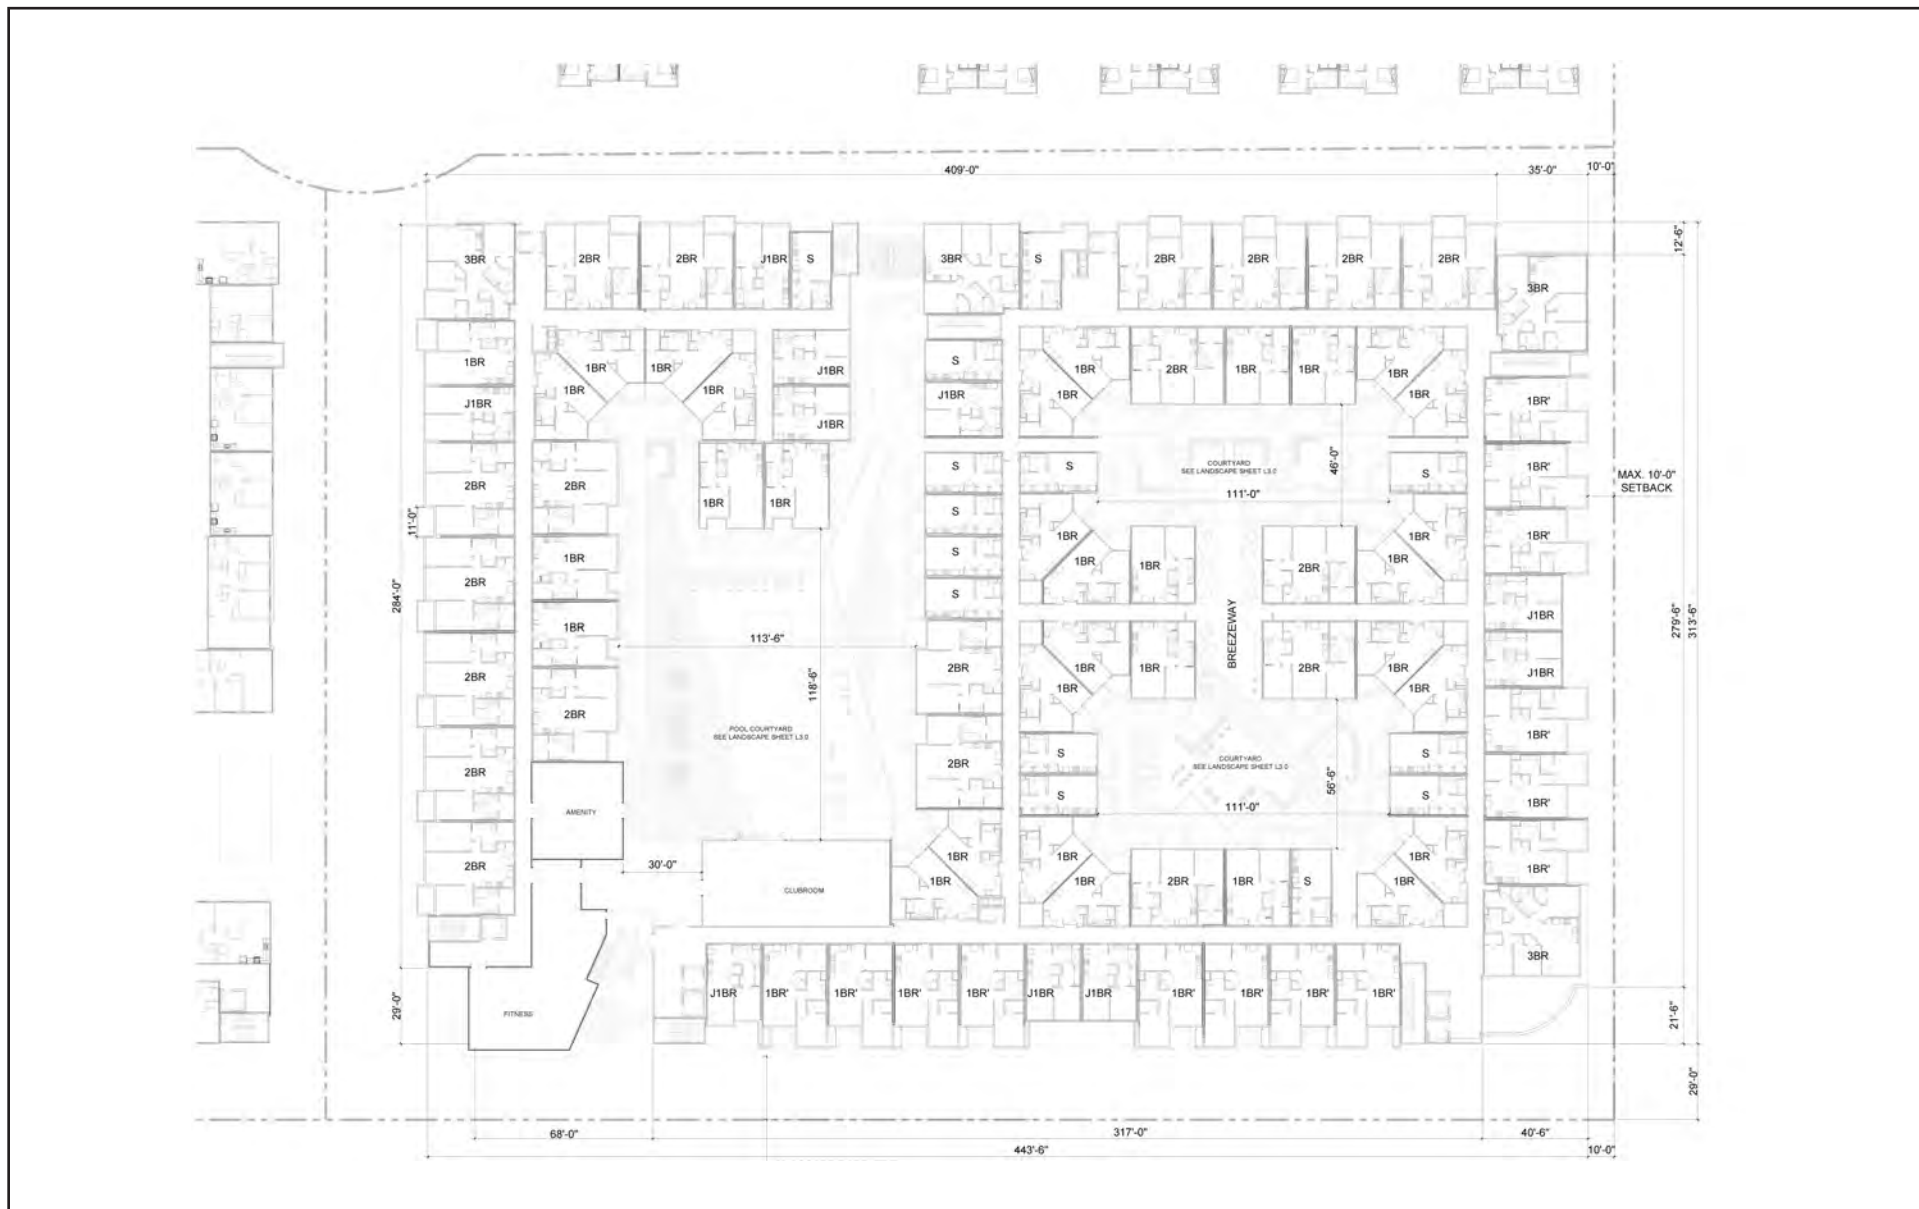 409'-0"
35'-0"
10'-0"
12'-6"
3BR
2BR
2BR
J1BR
S
3BR
S
2BR
2BR
2BR
2BR
3BR
1BR
1BR
1BR
1BR
1BR
J1BR
S
1BR
1BR
2BR
1BR
1BR
1BR
1BR
J1BR
J1BR
J1BR
1BR'
2BR
2BR
1BR
1BR
S
S
COURTYARD
SEE LANDSCAPE SHEET L3.0
46'-0"
S
1BR'
MAX. 10'-0"
SETBACK
111'-0"
11'-0"
S
1BR
1BR
1BR
1BR
1BR
2BR
1BR'
S
284'-0"
2BR
1BR
S
J1BR
1BR
BREEZEWAY
279'-6"
313'-6"
113'-6"
118'-6"
2BR
2BR
2BR
1BR
1BR
1BR
2BR
1BR
1BR
J1BR
POOL COURTYARD
SEE LANDSCAPE SHEET L3.0
2BR
2BR
S
COURTYARD
SEE LANDSCAPE SHEET L3.0
56'-6"
S
1BR'
S
111'-0"
S
1BR'
AMENITY
2BR
30'-0"
CLUBROOM
1BR
1BR
1BR
1BR
2BR
1BR
S
1BR
1BR
1BR'
3BR
29'-0"
FITNESS
J1BR
1BR'
1BR'
1BR'
1BR'
J1BR
J1BR
1BR'
1BR'
1BR'
1BR'
21'-6"
29'-0"
68'-0"
317'-0"
40'-6"
443'-6"
10'-0"